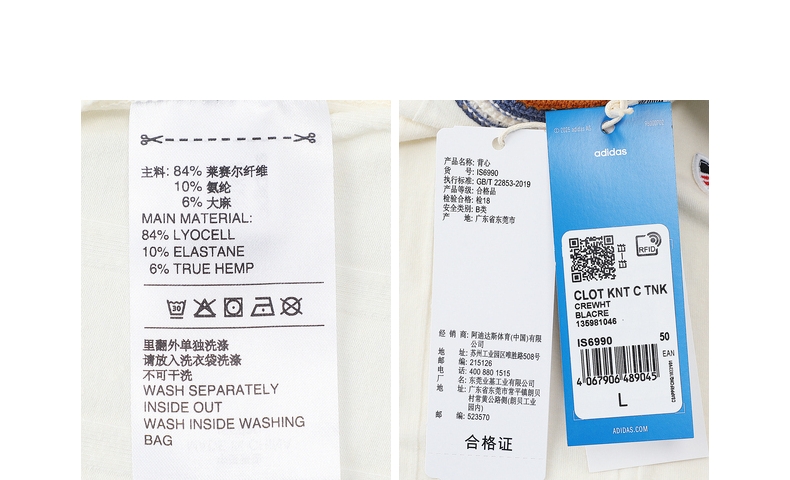 主料: 84% 莱赛尔纤维
10% 氨纶
6% 大麻
MAIN MATERIAL:
84% LYOCELL
10% ELASTANE
6% TRUE HEMP
30
里翻外单独洗涤
请放入洗衣袋洗涤
不可干洗
WASH SEPARATELY
INSIDE OUT
WASH INSIDE WASHING
BAG
产品名称: 背心
货 号: IS6990
执行标准: GB/T 22853-2019
产品等级: 合格品
检验合格: 检18
安全类别: B类
产 地: 广东省东莞市
经 销 商: 阿迪达斯体育(中国)有限
公司
地 址: 苏州工业园区唯胜路508号
邮 编: 215126
电 话: 400 880 1515
厂 名: 东莞业基工业有限公司
地 址: 广东省东莞市常平镇朗贝
村常黄公路侧(朗贝工业
园内)
邮 编: 523570
合格证
adidas
RFID
CLOT KNT C TNK
CREWHT
BLACRE
135981046
IS6990 50
EAN
4 067906 489045
L
ADIDAS.COM